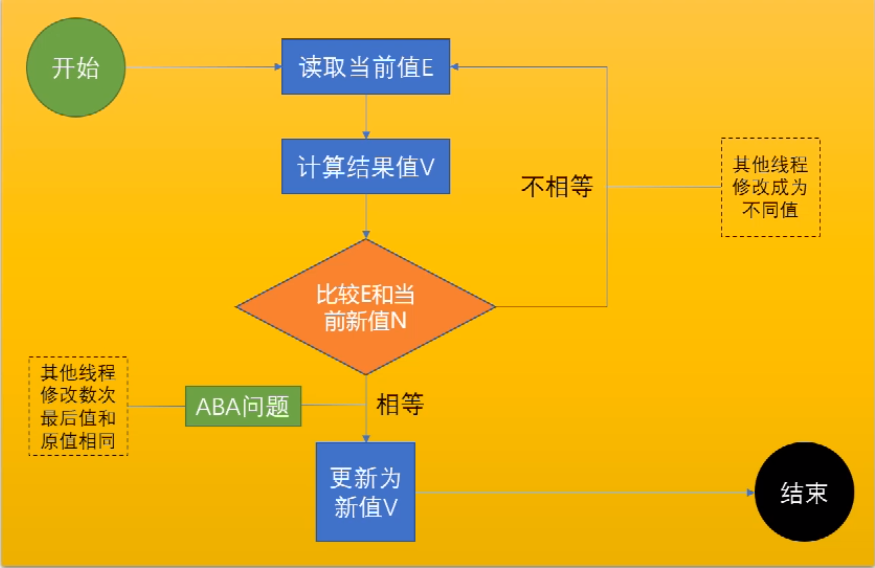 开始
读取当前值E
计算结果值V
不相等
其他线程
修改成为
不同值
比较E和当
前新值N
其他线程
修改数次
最后值和
原值相同
ABA问题
相等
更新为
新值V
结束